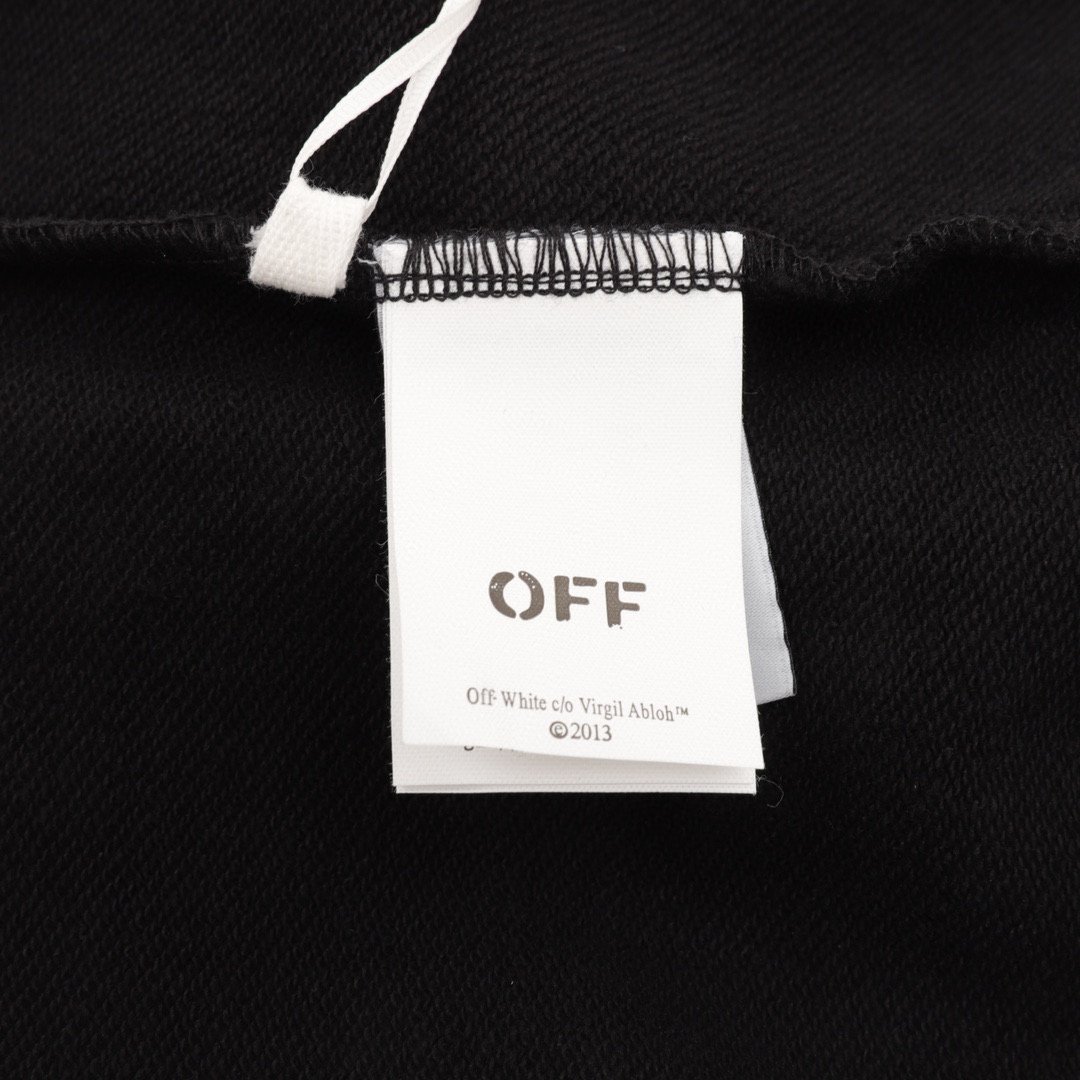 OFF
Off-White c/o Virgil Abloh™
©2013